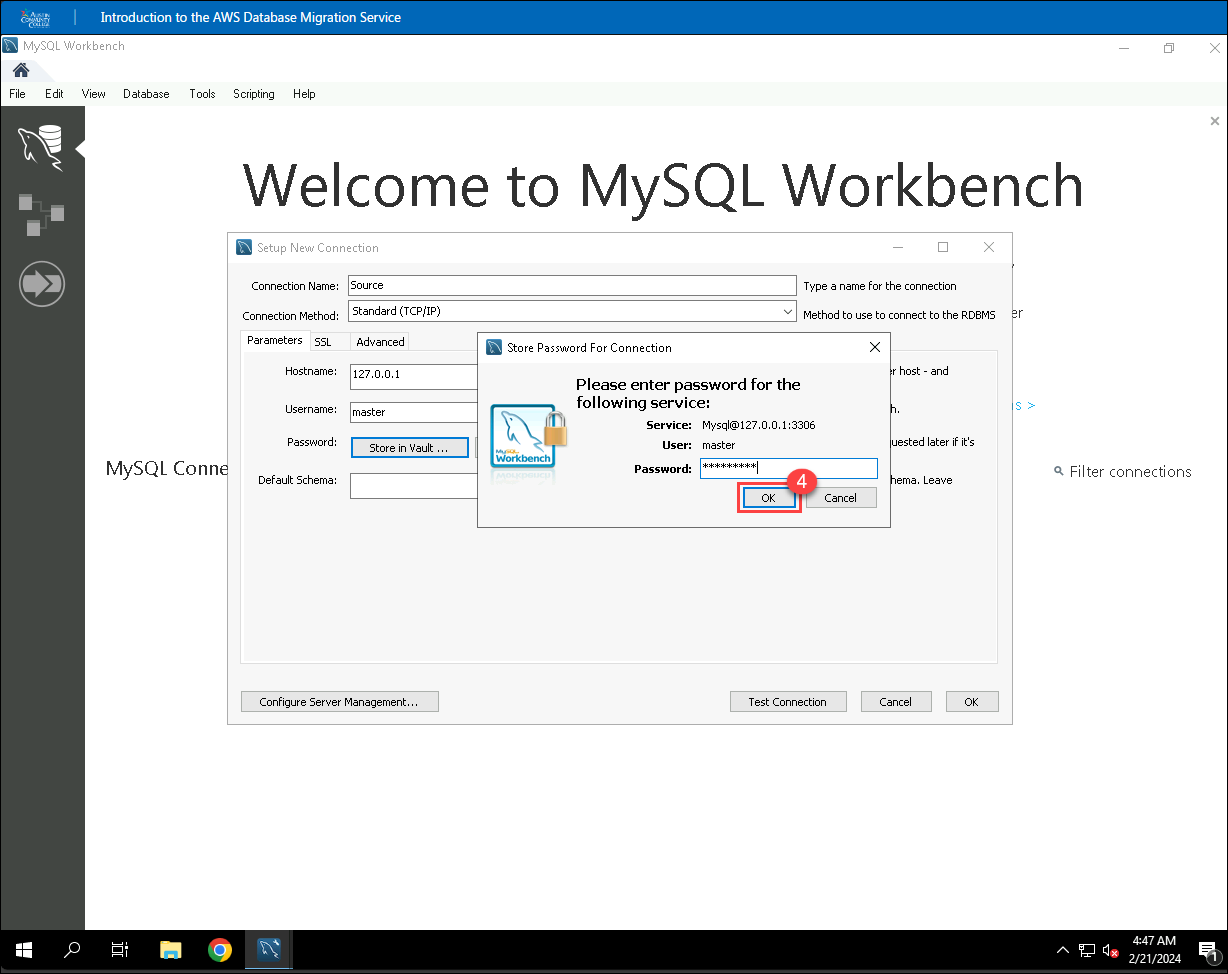 AUSTIN
COMMUNITY
COLLEGE
Introduction to the AWS Database Migration Service
MySQL Workbench
File Edit View Database Tools Scripting Help
Welcome to MySQL Workbench
Setup New Connection
Connection Name: Source Type a name for the connection
Connection Method: Standard (TCP/IP) Method to use to connect to the RDBMS
er
Parameters SSL Advanced
Store Password For Connection
Hostname: 127.0.0.1
r host - and
Please enter password for the
following service:
Username: master
h.
s >
Service: Mysql@127.0.0.1:3306
User: master
Password: Store in Vault ...
uested later if it's
MySQL Conne
Password: *********
Filter connections
Default Schema:
hema. Leave
4
OK Cancel
MySQL
Workbench
Configure Server Management... Test Connection Cancel OK
4:47 AM
2/21/2024
1